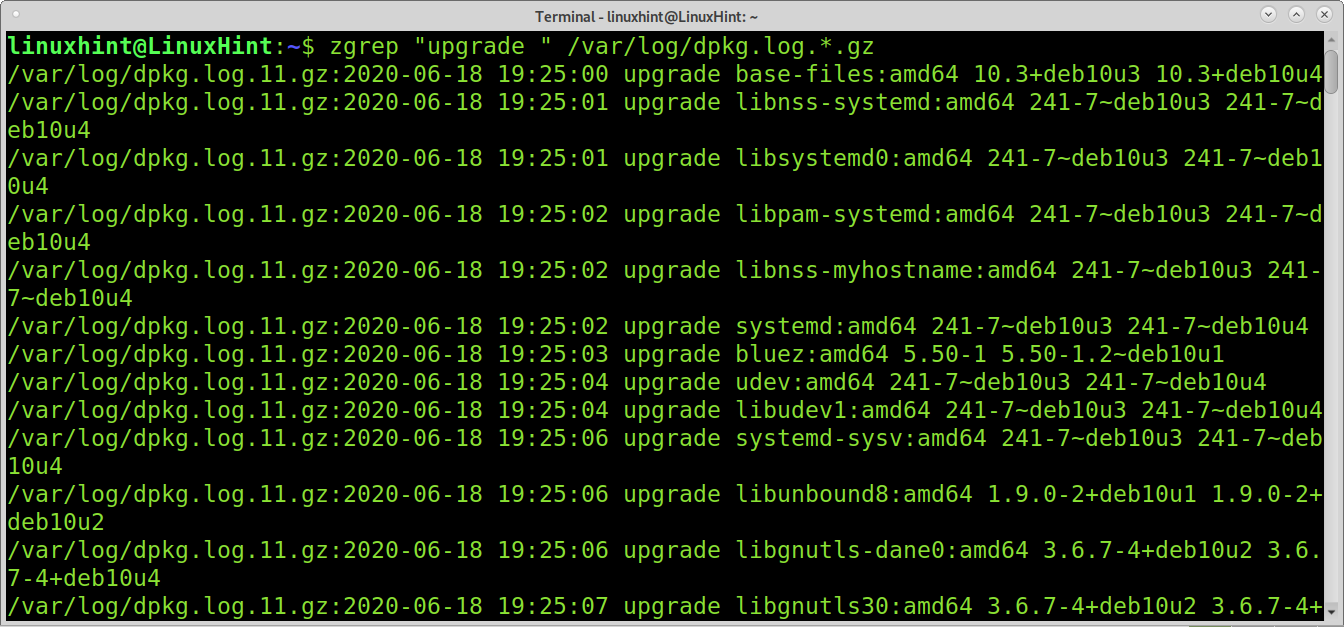 Terminal - linuxhint@LinuxHint: ~
linuxhint@LinuxHint:~$ zgrep "upgrade " /var/log/dpkg.log.*.gz
/var/log/dpkg.log.11.gz:2020-06-18 19:25:00 upgrade base-files:amd64 10.3+deb10u3 10.3+deb10u4
/var/log/dpkg.log.11.gz:2020-06-18 19:25:01 upgrade libnss-systemd:amd64 241-7~deb10u3 241-7~d
eb10u4
/var/log/dpkg.log.11.gz:2020-06-18 19:25:01 upgrade libsystemd0:amd64 241-7~deb10u3 241-7~deb1
0u4
/var/log/dpkg.log.11.gz:2020-06-18 19:25:02 upgrade libpam-systemd:amd64 241-7~deb10u3 241-7~d
eb10u4
/var/log/dpkg.log.11.gz:2020-06-18 19:25:02 upgrade libnss-myhostname:amd64 241-7~deb10u3 241-
7~deb10u4
/var/log/dpkg.log.11.gz:2020-06-18 19:25:02 upgrade systemd:amd64 241-7~deb10u3 241-7~deb10u4
/var/log/dpkg.log.11.gz:2020-06-18 19:25:03 upgrade bluez:amd64 5.50-1 5.50-1.2~deb10u1
/var/log/dpkg.log.11.gz:2020-06-18 19:25:04 upgrade udev:amd64 241-7~deb10u3 241-7~deb10u4
/var/log/dpkg.log.11.gz:2020-06-18 19:25:04 upgrade libudev1:amd64 241-7~deb10u3 241-7~deb10u4
/var/log/dpkg.log.11.gz:2020-06-18 19:25:06 upgrade systemd-sysv:amd64 241-7~deb10u3 241-7~deb
10u4
/var/log/dpkg.log.11.gz:2020-06-18 19:25:06 upgrade libunbound8:amd64 1.9.0-2+deb10u1 1.9.0-2+
deb10u2
/var/log/dpkg.log.11.gz:2020-06-18 19:25:06 upgrade libgnutls-dane0:amd64 3.6.7-4+deb10u2 3.6.
7-4+deb10u4
/var/log/dpkg.log.11.gz:2020-06-18 19:25:07 upgrade libgnutls30:amd64 3.6.7-4+deb10u2 3.6.7-4+